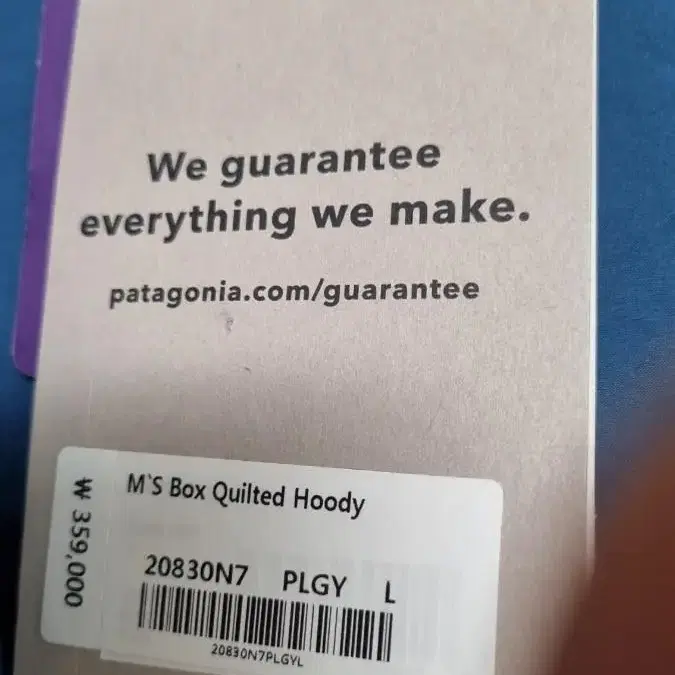 We guarantee
everything we make.
patagonia.com/guarantee
M`S Box Quilted Hoody
₩ 359,000
20830N7 PLGY L
20830N7PLGYL